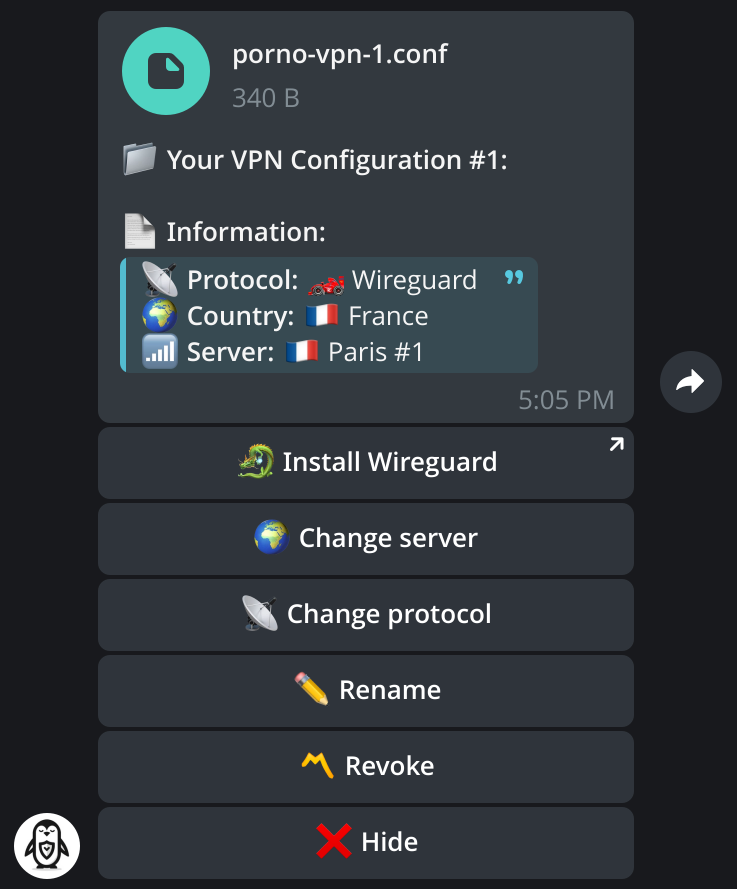 porno-vpn-1.conf
340 B
Your VPN Configuration #1:
Information:
Protocol: Wireguard
Country: France
Server: Paris #1
5:05 PM
Install Wireguard
Change server
Change protocol
Rename
Revoke
Hide